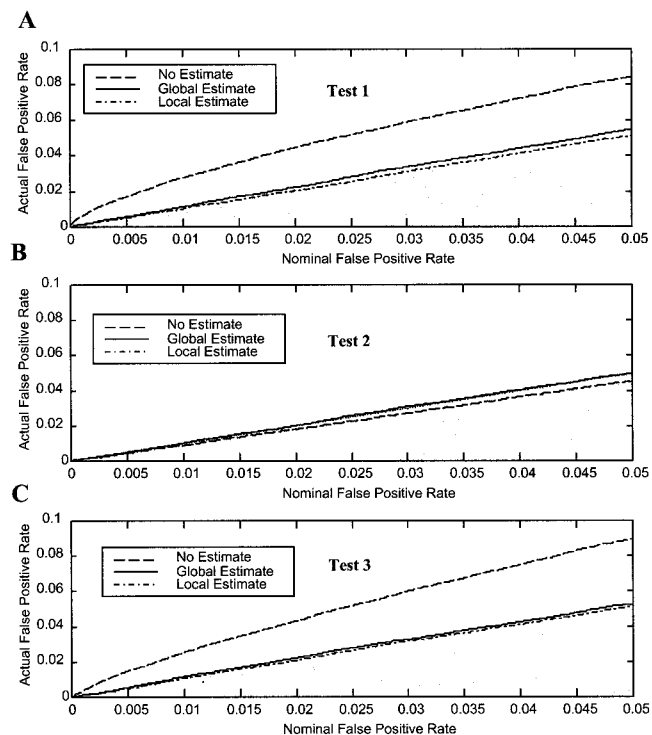 A
Actual False Positive Rate
0.1
0.08
0.06
0.04
0.02
0
No Estimate
Global Estimate
Local Estimate
Test 1
0 0.005 0.01 0.015 0.02 0.025 0.03 0.035 0.04 0.045 0.05
Nominal False Positive Rate
B
Actual False Positive Rate
0.1
0.08
0.06
0.04
0.02
0
No Estimate
Global Estimate
Local Estimate
Test 2
0 0.005 0.01 0.015 0.02 0.025 0.03 0.035 0.04 0.045 0.05
Nominal False Positive Rate
C
Actual False Positive Rate
0.1
0.08
0.06
0.04
0.02
0
No Estimate
Global Estimate
Local Estimate
Test 3
0 0.005 0.01 0.015 0.02 0.025 0.03 0.035 0.04 0.045 0.05
Nominal False Positive Rate